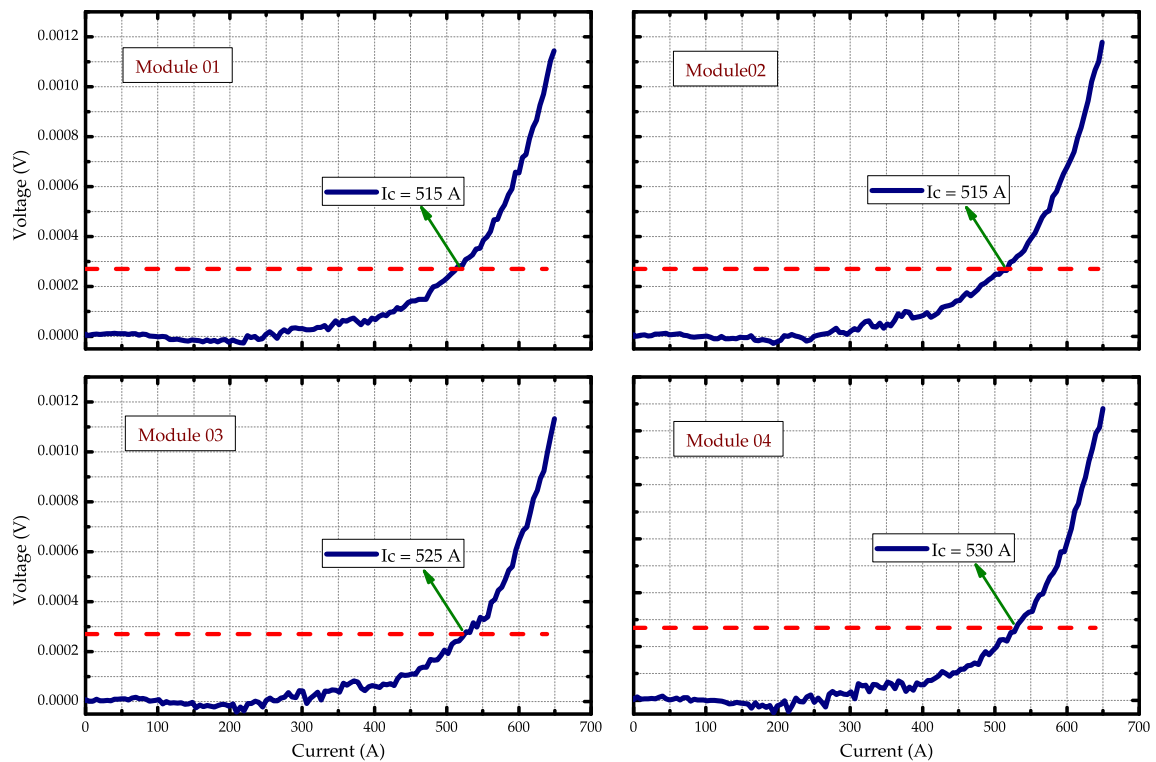 0.0012
0.0010
0.0008
0.0006
0.0004
0.0002
0.0000
Voltage (V)
Module 01
Ic = 515 A
Module02
Ic = 515 A
0.0012
0.0010
0.0008
0.0006
0.0004
0.0002
0.0000
Voltage (V)
Module 03
Ic = 525 A
0 100 200 300 400 500 600 700
Current (A)
Module 04
Ic = 530 A
0 100 200 300 400 500 600 700
Current (A)